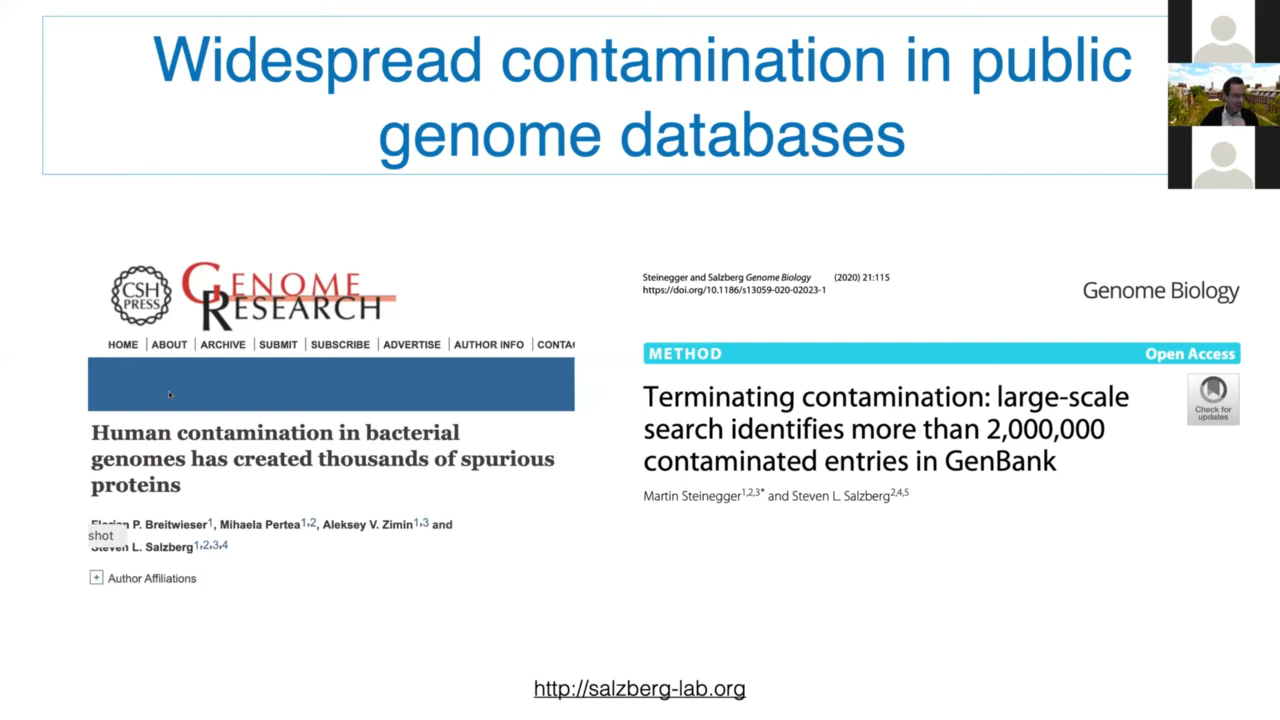 Widespread contamination in public
genome databases
CSH
PRESS
GENOME
RESEARCH
HOME | ABOUT | ARCHIVE | SUBMIT | SUBSCRIBE | ADVERTISE | AUTHOR INFO
Human contamination in bacterial
genomes has created thousands of spurious
proteins
P. Breitwieser1, Mihaela Pertea1,2, Aleksey V. Zimin1,3 and
shot
L. Salzberg1,2,3,4
+ Author Affiliations
Steinegger and Salzberg Genome Biology (2020) 21:115
https://doi.org/10.1186/s13059-020-02023-1
Genome Biology
METHOD Open Access
Check for
updates
Terminating contamination: large-scale
search identifies more than 2,000,000
contaminated entries in GenBank
Martin Steinegger1,2,3* and Steven L. Salzberg2,4,5
http://salzberg-lab.org